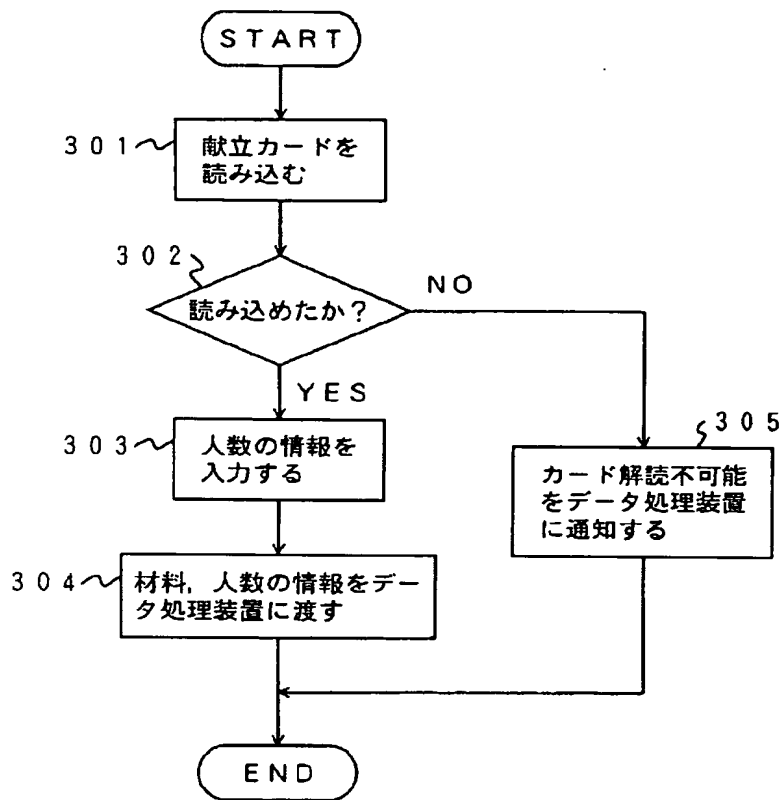 START
301
献立カードを
読み込む
302
読み込めたか？
NO
YES
303
人数の情報を
入力する
305
カード解読不可能
をデータ処理装置
に通知する
304
材料，人数の情報をデー
タ処理装置に渡す
END